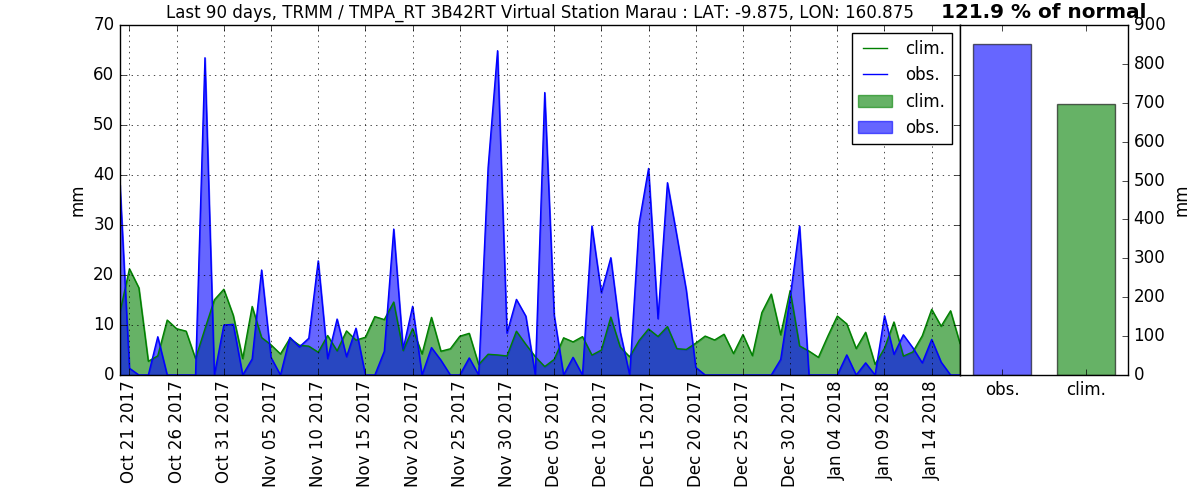 Last 90 days, TRMM / TMPA_RT 3B42RT Virtual Station Marau : LAT: -9.875, LON: 160.875
121.9 % of normal
70
60
50
40
30
20
10
0
mm
clim.
obs.
clim.
obs.
900
800
700
600
500
400
300
200
100
0
mm
Oct 21 2017
Oct 26 2017
Oct 31 2017
Nov 05 2017
Nov 10 2017
Nov 15 2017
Nov 20 2017
Nov 25 2017
Nov 30 2017
Dec 05 2017
Dec 10 2017
Dec 15 2017
Dec 20 2017
Dec 25 2017
Dec 30 2017
Jan 04 2018
Jan 09 2018
Jan 14 2018
obs.
clim.